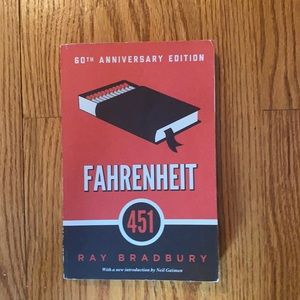 60TH ANNIVERSARY EDITION
FAHRENHEIT
451
RAY BRADBURY
With a new introduction by Neil Gaiman